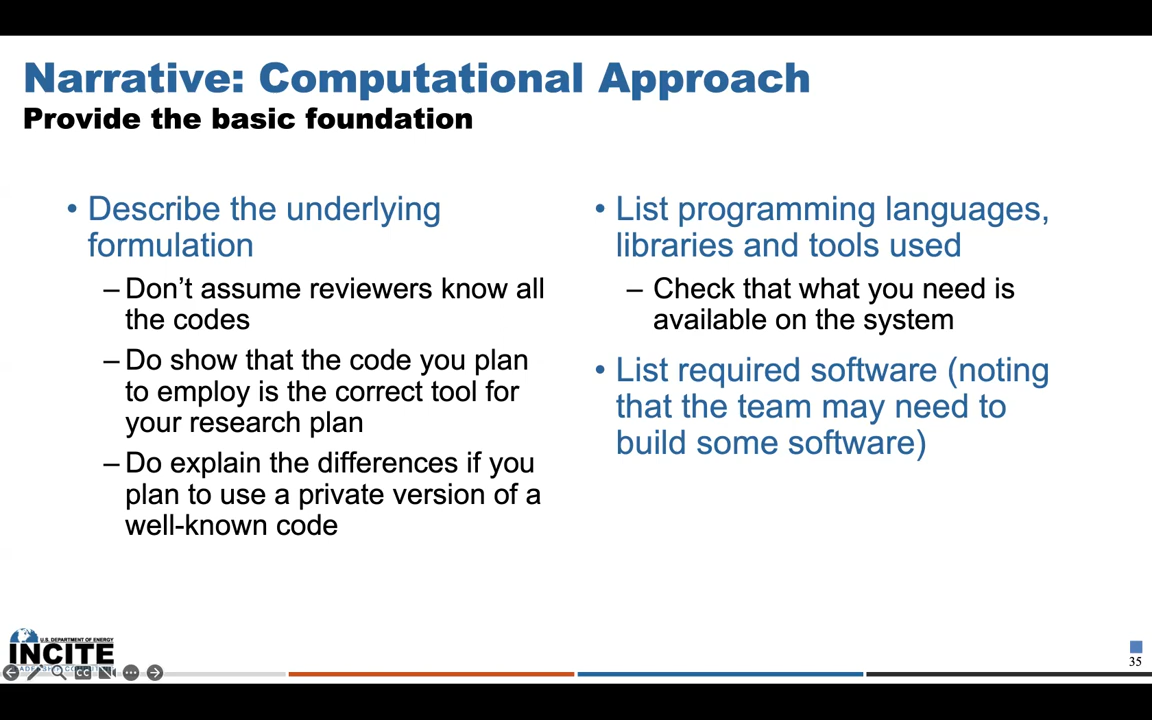 Narrative: Computational Approach
Provide the basic foundation
• Describe the underlying
formulation
– Don’t assume reviewers know all
the codes
– Do show that the code you plan
to employ is the correct tool for
your research plan
– Do explain the differences if you
plan to use a private version of a
well-known code
• List programming languages,
libraries and tools used
– Check that what you need is
available on the system
• List required software (noting
that the team may need to
build some software)
U.S. DEPARTMENT OF ENERGY
INCITE
CC
35